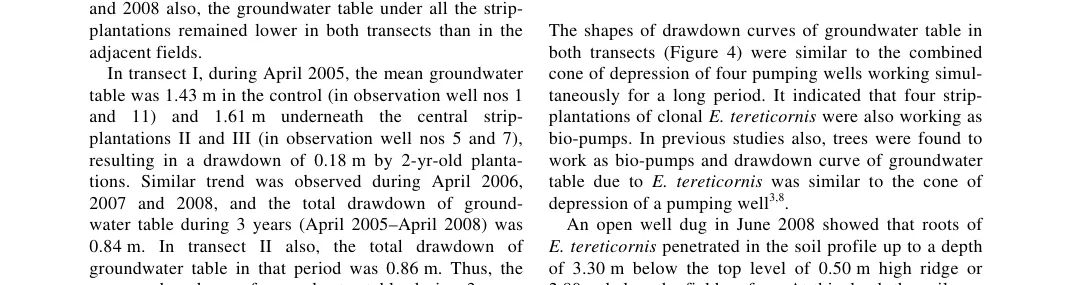 and 2008 also, the groundwater table under all the strip-
plantations remained lower in both transects than in the
adjacent fields.
In transect I, during April 2005, the mean groundwater
table was 1.43 m in the control (in observation well nos 1
and 11) and 1.61 m underneath the central strip-
plantations II and III (in observation well nos 5 and 7),
resulting in a drawdown of 0.18 m by 2-yr-old planta-
tions. Similar trend was observed during April 2006,
2007 and 2008, and the total drawdown of ground-
water table during 3 years (April 2005–April 2008) was
0.84 m. In transect II also, the total drawdown of
groundwater table in that period was 0.86 m. Thus, the
The shapes of drawdown curves of groundwater table in
both transects (Figure 4) were similar to the combined
cone of depression of four pumping wells working simul-
taneously for a long period. It indicated that four strip-
plantations of clonal E. tereticornis were also working as
bio-pumps. In previous studies also, trees were found to
work as bio-pumps and drawdown curve of groundwater
table due to E. tereticornis was similar to the cone of
depression of a pumping well3,8.
An open well dug in June 2008 showed that roots of
E. tereticornis penetrated in the soil profile up to a depth
of 3.30 m below the top level of 0.50 m high ridge or